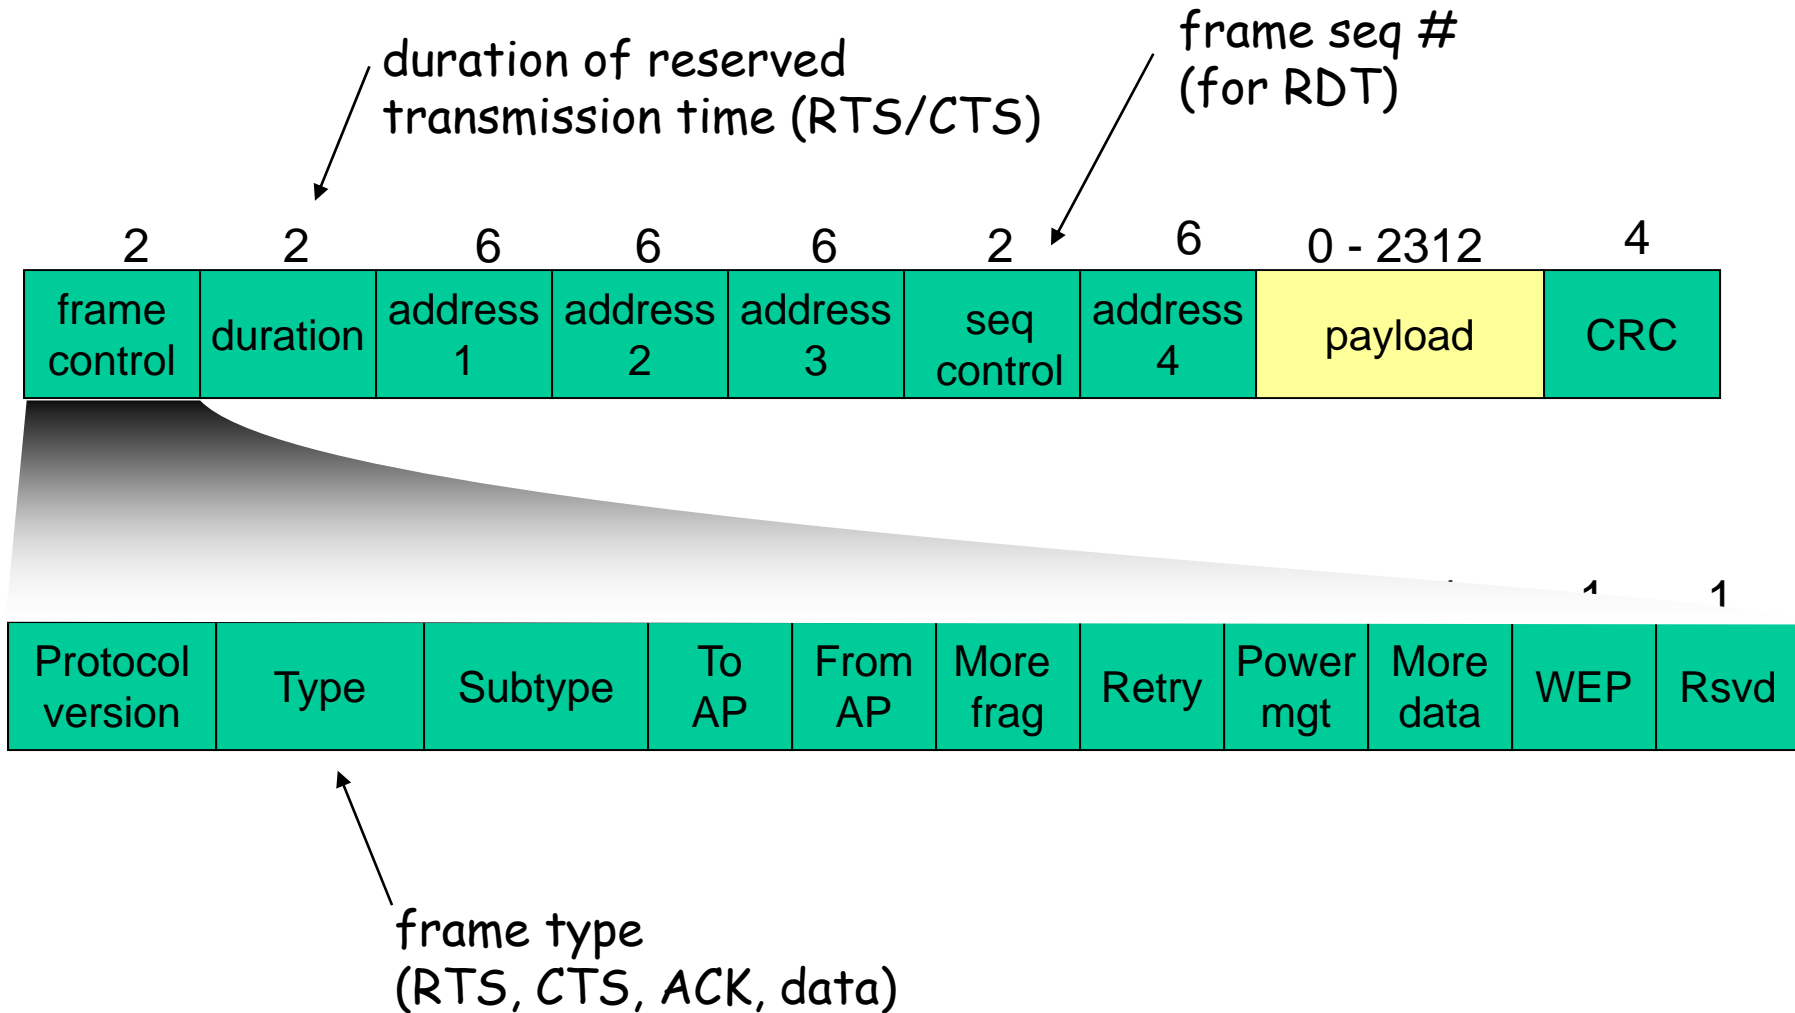 duration of reserved
transmission time (RTS/CTS)
frame seq #
(for RDT)
2 2 6 6 6 2 6 0 - 2312 4
frame
control
duration
address
1
address
2
address
3
seq
control
address
4
payload
CRC
1 1
Protocol
version
Type
Subtype
To
AP
From
AP
More
frag
Retry
Power
mgt
More
data
WEP
Rsvd
frame type
(RTS, CTS, ACK, data)